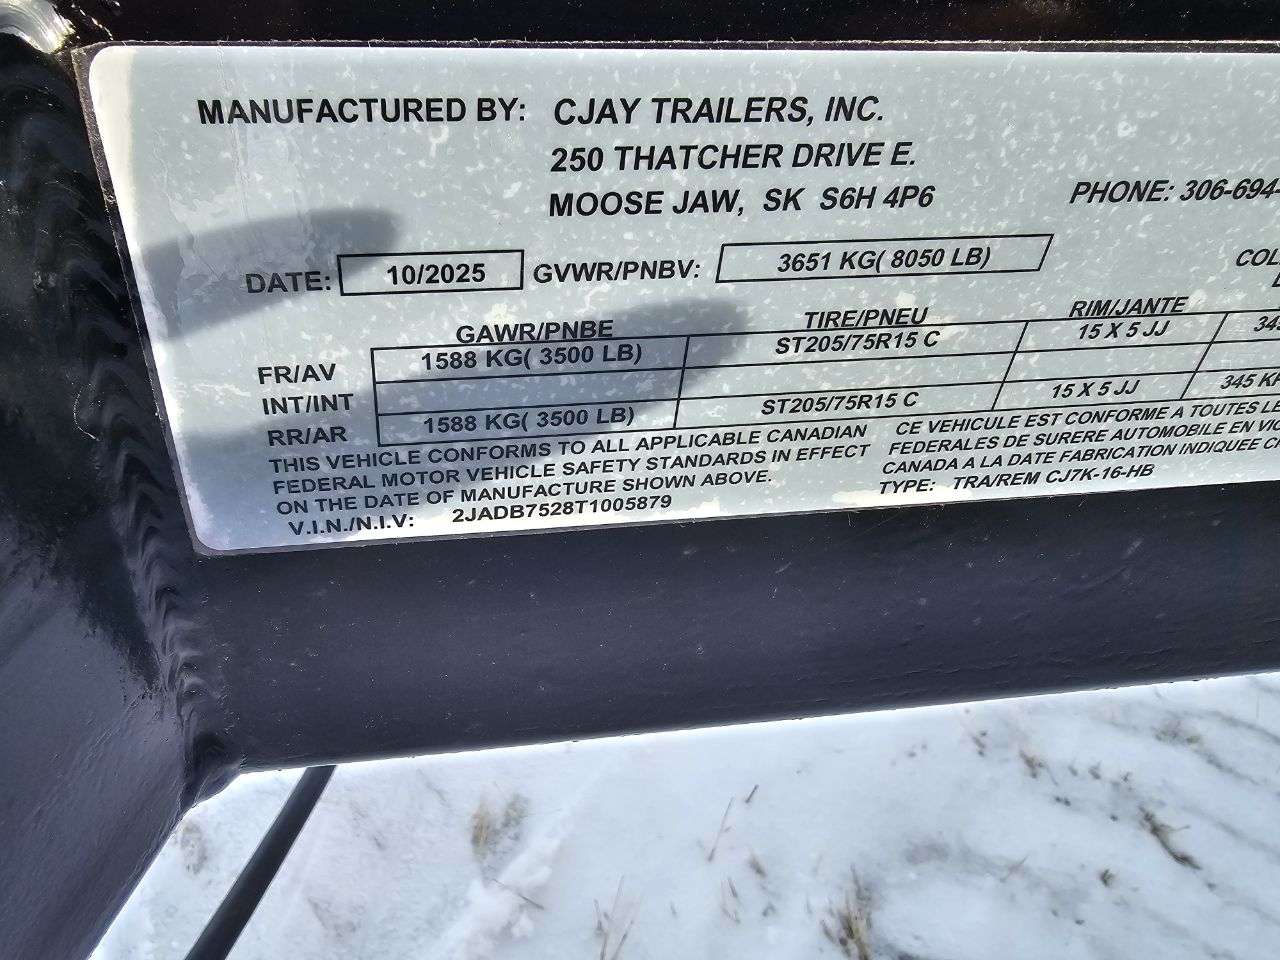 MANUFACTURED BY: CJAY TRAILERS, INC.
250 THATCHER DRIVE E.
MOOSE JAW, SK S6H 4P6 PHONE: 306-694
DATE: 10/2025 GVWR/PNBV: 3651 KG( 8050 LB) COL
GAWR/PNBE TIRE/PNEU RIM/JANTE
FR/AV 1588 KG( 3500 LB) ST205/75R15 C 15 X 5 JJ 34
INT/INT
RR/AR 1588 KG( 3500 LB) ST205/75R15 C 15 X 5 JJ 345 KP
THIS VEHICLE CONFORMS TO ALL APPLICABLE CANADIAN
FEDERAL MOTOR VEHICLE SAFETY STANDARDS IN EFFECT
ON THE DATE OF MANUFACTURE SHOWN ABOVE.
V.I.N./N.I.V: 2JADB7528T1005879
CE VEHICULE EST CONFORME A TOUTES LE
FEDERALES DE SURERE AUTOMOBILE EN VIG
CANADA A LA DATE FABRICATION INDIQUEE C
TYPE: TRA/REM CJ7K-16-HB